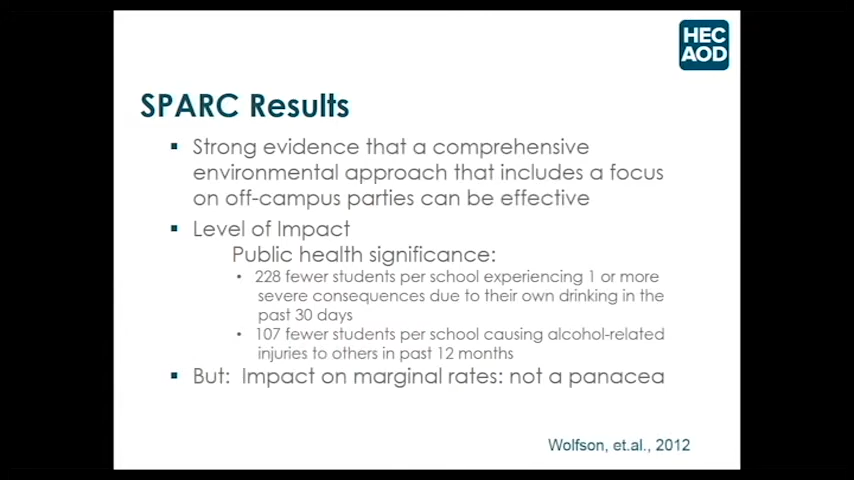 HEC
AOD
SPARC Results
▪ Strong evidence that a comprehensive
environmental approach that includes a focus
on off-campus parties can be effective
▪ Level of Impact
Public health significance:
• 228 fewer students per school experiencing 1 or more
severe consequences due to their own drinking in the
past 30 days
• 107 fewer students per school causing alcohol-related
injuries to others in past 12 months
▪ But: Impact on marginal rates: not a panacea
Wolfson, et.al., 2012